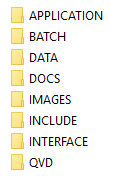 APPLICATION
BATCH
DATA
DOCS
IMAGES
INCLUDE
INTERFACE
QVD